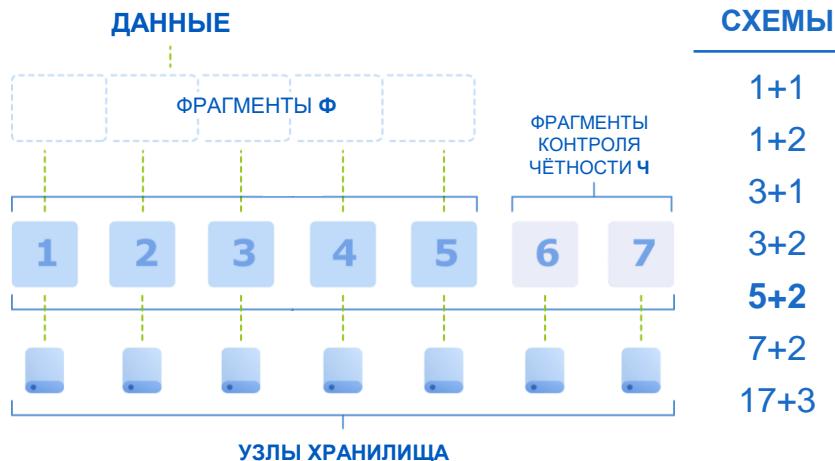 ДАННЫЕ
ФРАГМЕНТЫ Ф
ФРАГМЕНТЫ
КОНТРОЛЯ
ЧЁТНОСТИ Ч
1 2 3 4 5 6 7
УЗЛЫ ХРАНИЛИЩА
СХЕМЫ
1+1
1+2
3+1
3+2
5+2
7+2
17+3